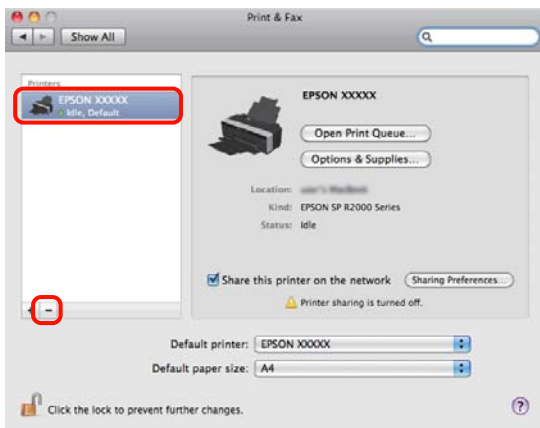 Print & Fax
Show All
Printers
EPSON XXXXX
Idle, Default
EPSON XXXXX
Open Print Queue...
Options & Supplies...
Location:
Kind: EPSON SP R2000 Series
Status: Idle
Share this printer on the network
Sharing Preferences...
Printer sharing is turned off.
+ −
Default printer: EPSON XXXXX
Default paper size: A4
Click the lock to prevent further changes.
?